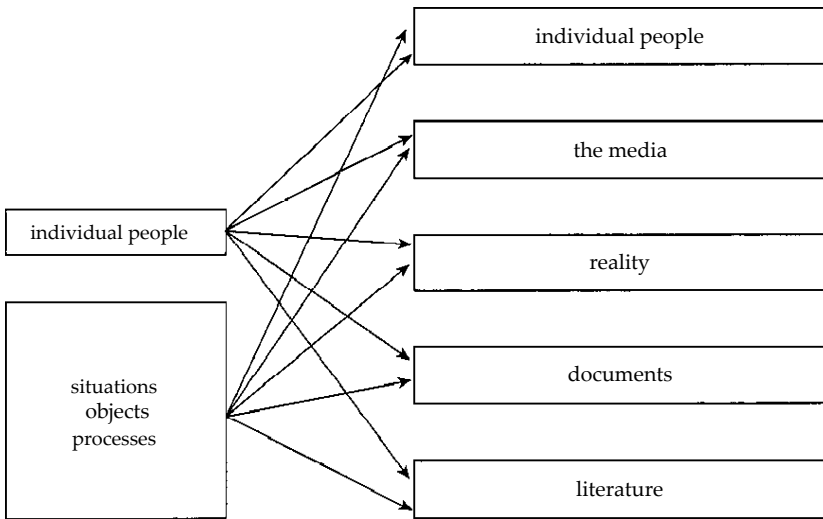 individual people
the media
individual people
reality
situations
objects
processes
documents
literature